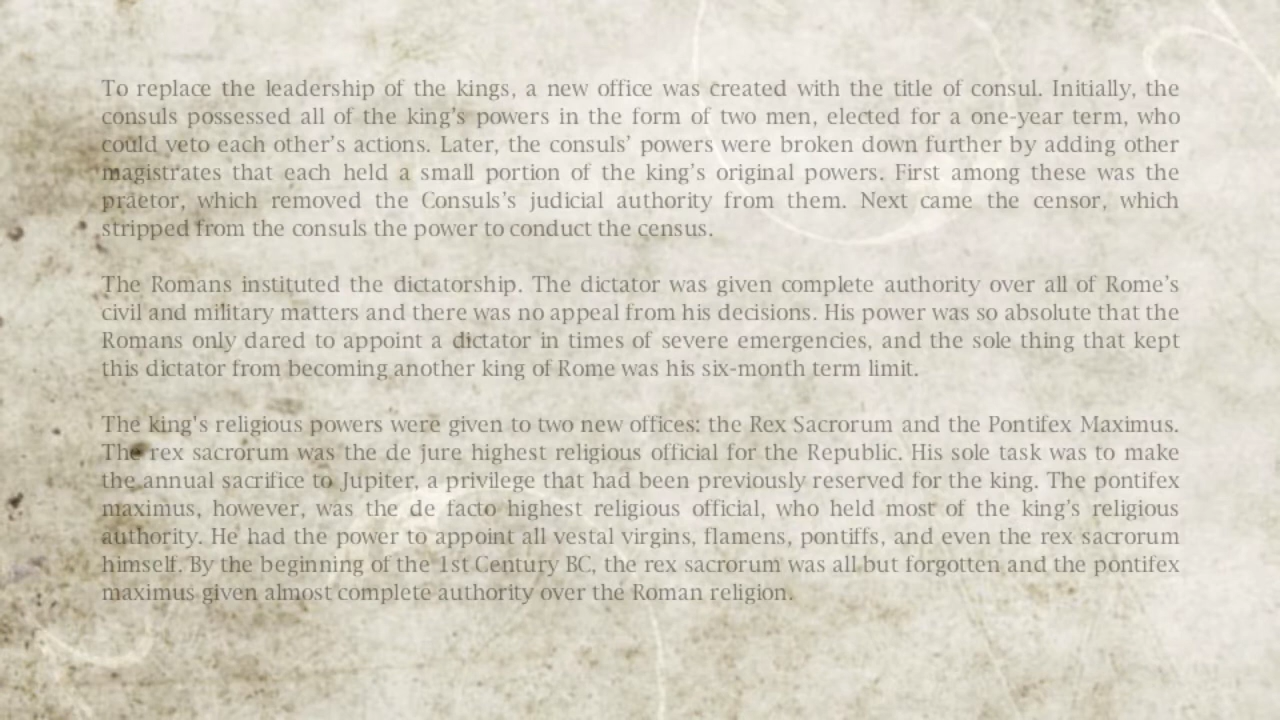 To replace the leadership of the kings, a new office was created with the title of consul. Initially, the
consuls possessed all of the king's powers in the form of two men, elected for a one-year term, who
could veto each other's actions. Later, the consuls' powers were broken down further by adding other
magistrates that each held a small portion of the king's original powers. First among these was the
praetor, which removed the Consuls's judicial authority from them. Next came the censor, which
stripped from the consuls the power to conduct the census.
The Romans instituted the dictatorship. The dictator was given complete authority over all of Rome's
civil and military matters and there was no appeal from his decisions. His power was so absolute that the
Romans only dared to appoint a dictator in times of severe emergencies, and the sole thing that kept
this dictator from becoming another king of Rome was his six-month term limit.
The king's religious powers were given to two new offices: the Rex Sacrorum and the Pontifex Maximus.
The rex sacrorum was the de jure highest religious official for the Republic. His sole task was to make
the annual sacrifice to Jupiter, a privilege that had been previously reserved for the king. The pontifex
maximus, however, was the de facto highest religious official, who held most of the king's religious
authority. He had the power to appoint all vestal virgins, flamens, pontiffs, and even the rex sacrorum
himself. By the beginning of the 1st Century BC, the rex sacrorum was all but forgotten and the pontifex
maximus given almost complete authority over the Roman religion.